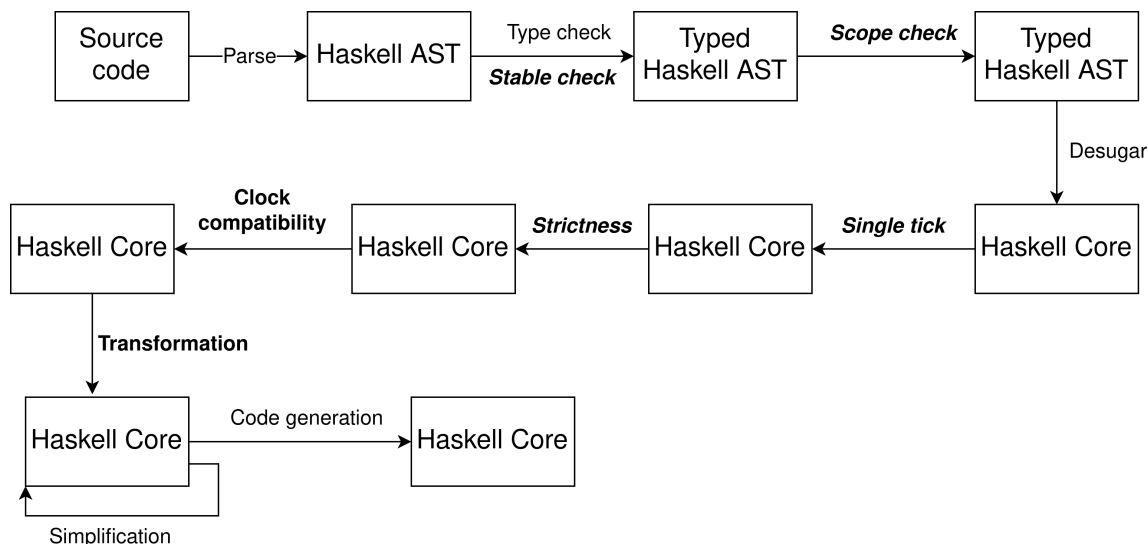 Source
code
Parse
Haskell AST
Type check
Stable check
Typed
Haskell AST
Scope check
Typed
Haskell AST
Desugar
Haskell Core
Single tick
Haskell Core
Strictness
Haskell Core
Clock
compatibility
Haskell Core
Transformation
Haskell Core
Simplification
Code generation
Haskell Core